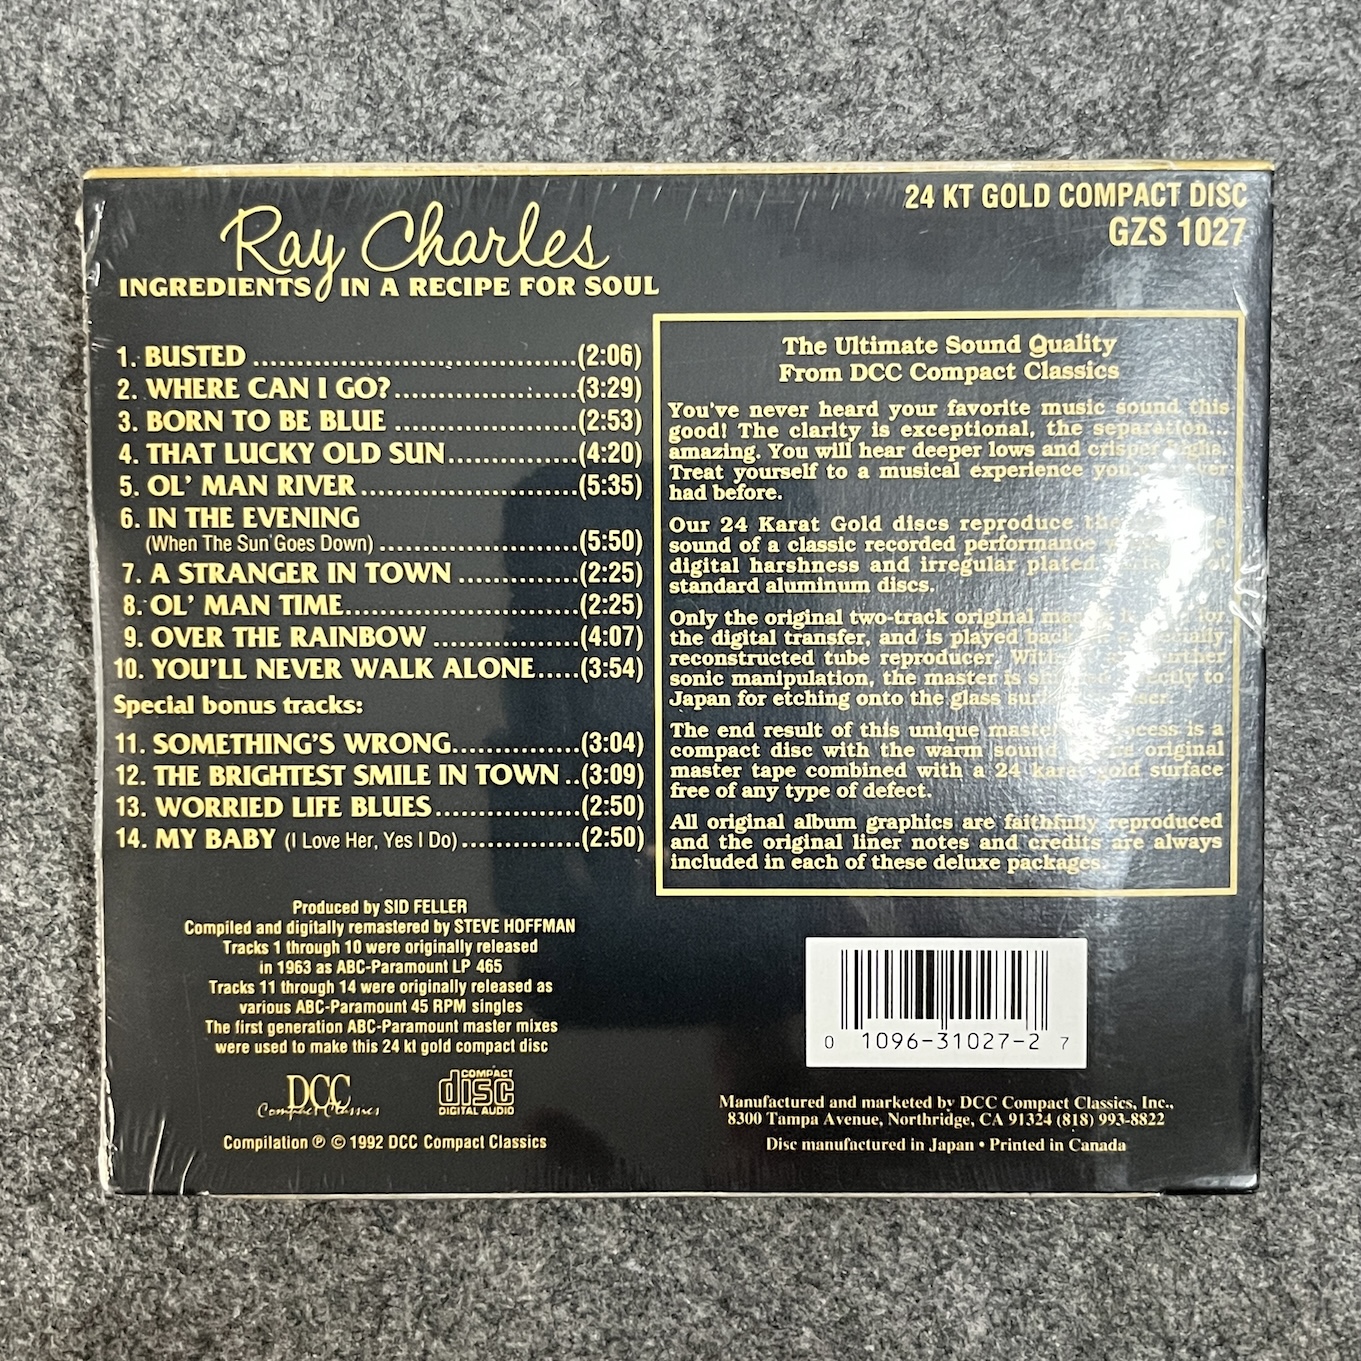 24 KT GOLD COMPACT DISC
GZS 1027
Ray Charles
INGREDIENTS IN A RECIPE FOR SOUL
1. BUSTED ......................................(2:06)
2. WHERE CAN I GO?......................(3:29)
3. BORN TO BE BLUE ......................(2:53)
4. THAT LUCKY OLD SUN................(4:20)
5. OL' MAN RIVER..........................(5:35)
6. IN THE EVENING
(When The Sun Goes Down) ........................(5:50)
7. A STRANGER IN TOWN ..............(2:25)
8. OL' MAN TIME............................(2:25)
9. OVER THE RAINBOW .................(4:07)
10. YOU'LL NEVER WALK ALONE.....(3:54)
Special bonus tracks:
11. SOMETHING'S WRONG...............(3:04)
12. THE BRIGHTEST SMILE IN TOWN ..(3:09)
13. WORRIED LIFE BLUES.................(2:50)
14. MY BABY (I Love Her, Yes I Do)..............(2:50)
Produced by SID FELLER
Compiled and digitally remastered by STEVE HOFFMAN
Tracks 1 through 10 were originally released
in 1963 as ABC-Paramount LP 465
Tracks 11 through 14 were originally released as
various ABC-Paramount 45 RPM singles
The first generation ABC-Paramount master mixes
were used to make this 24 kt gold compact disc
DCC
Compact Classics
COMPACT
disc
DIGITAL AUDIO
Compilation ℗ © 1992 DCC Compact Classics
The Ultimate Sound Quality
From DCC Compact Classics
You've never heard your favorite music sound this
good! The clarity is exceptional, the separation...
amazing. You will hear deeper lows and crisper highs.
Treat yourself to a musical experience
had before.
Our 24 Karat Gold discs reproduce
sound of a classic recorded performance
digital harshness and irregular plated
standard aluminum discs.
Only the original two-track original for
the digital transfer, and is played back
reconstructed tube reproducer.
sonic manipulation, the master is directly to
Japan for etching onto the glass
The end result of this unique process is a
compact disc with the warm sound original
master tape combined with a 24 karat gold surface
free of any type of defect.
All original album graphics are faithfully reproduced
and the original liner notes and credits are always
included in each of these deluxe packages.
0 1096-31027-2 7
Manufactured and marketed by DCC Compact Classics, Inc.,
8300 Tampa Avenue, Northridge, CA 91324 (818) 993-8822
Disc manufactured in Japan • Printed in Canada